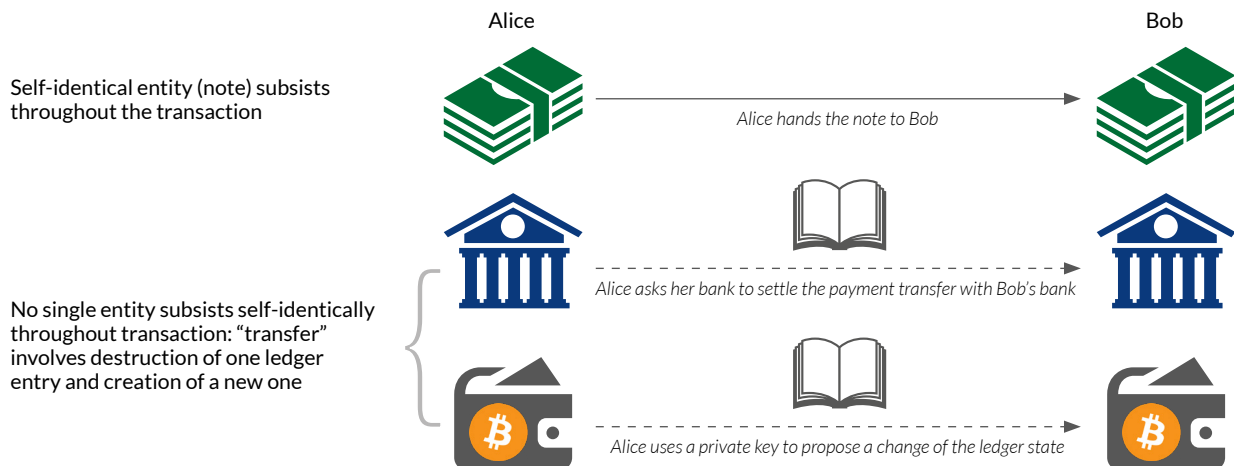 Alice
Bob
Self-identical entity (note) subsists
throughout the transaction
Alice hands the note to Bob
Alice asks her bank to settle the payment transfer with Bob's bank
No single entity subsists self-identically
throughout transaction: “transfer”
involves destruction of one ledger
entry and creation of a new one
Alice uses a private key to propose a change of the ledger state